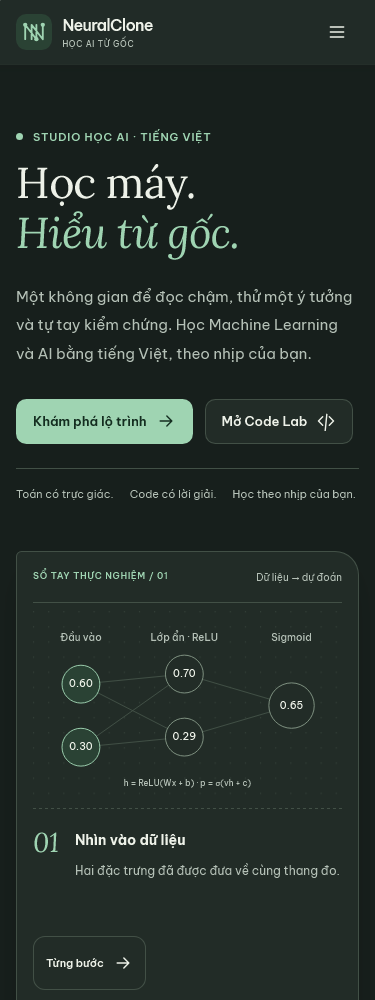 NeuralClone
HỌC AI TỪ GỐC
STUDIO HỌC AI · TIẾNG VIỆT
Học máy.
Hiểu từ gốc.
Một không gian để đọc chậm, thử một ý tưởng
và tự tay kiểm chứng. Học Machine Learning
và AI bằng tiếng Việt, theo nhịp của bạn.
Khám phá lộ trình →
Mở Code Lab </>
Toán có trực giác. Code có lời giải. Học theo nhịp của bạn.
SỔ TAY THỰC NGHIỆM / 01
Dữ liệu → dự đoán
Đầu vào Lớp ẩn · ReLU Sigmoid
0.60 0.70
0.65
0.30 0.29
h = ReLU(Wx + b) · p = σ(vh + c)
01 Nhìn vào dữ liệu
Hai đặc trưng đã được đưa về cùng thang đo.
Từng bước →